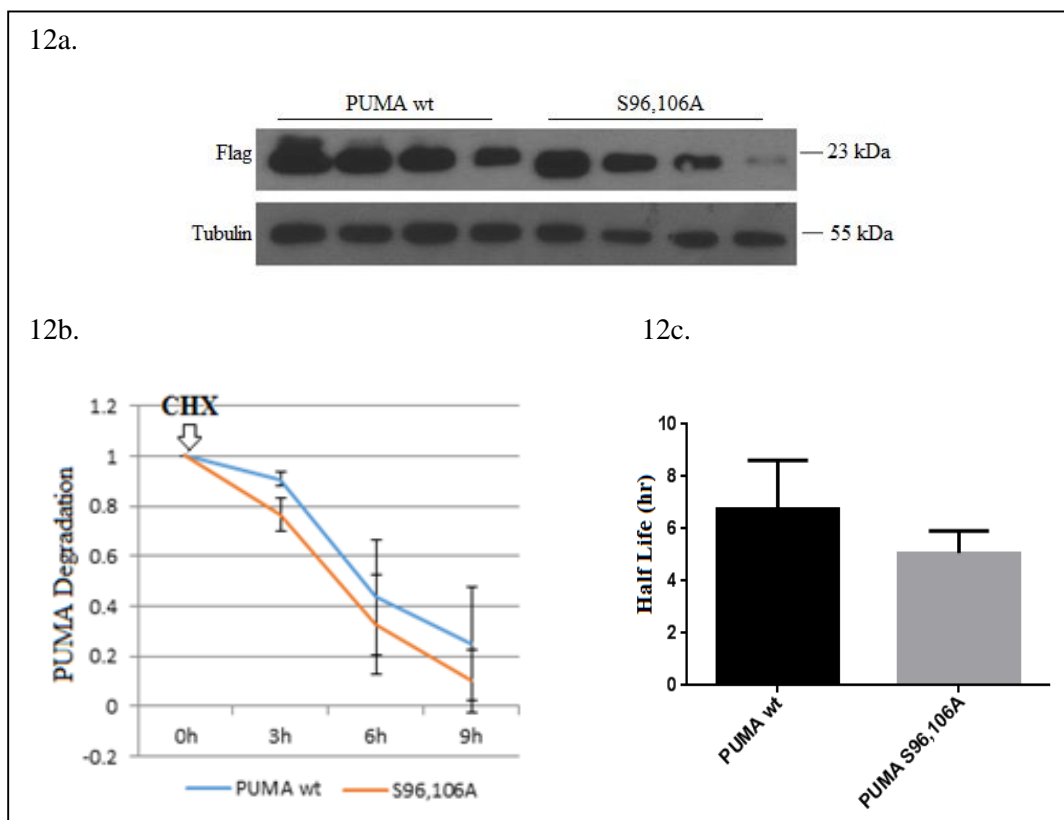 12a.
PUMA wt S96,106A
Flag 23 kDa
Tubulin 55 kDa
12b.
12c.
CHX
PUMA Degradation
1.2
1
0.8
0.6
0.4
0.2
0
-0.2
0h 3h 6h 9h
PUMA wt S96,106A
Half Life (hr)
10
8
6
4
2
0
PUMA wt
PUMA S96,106A